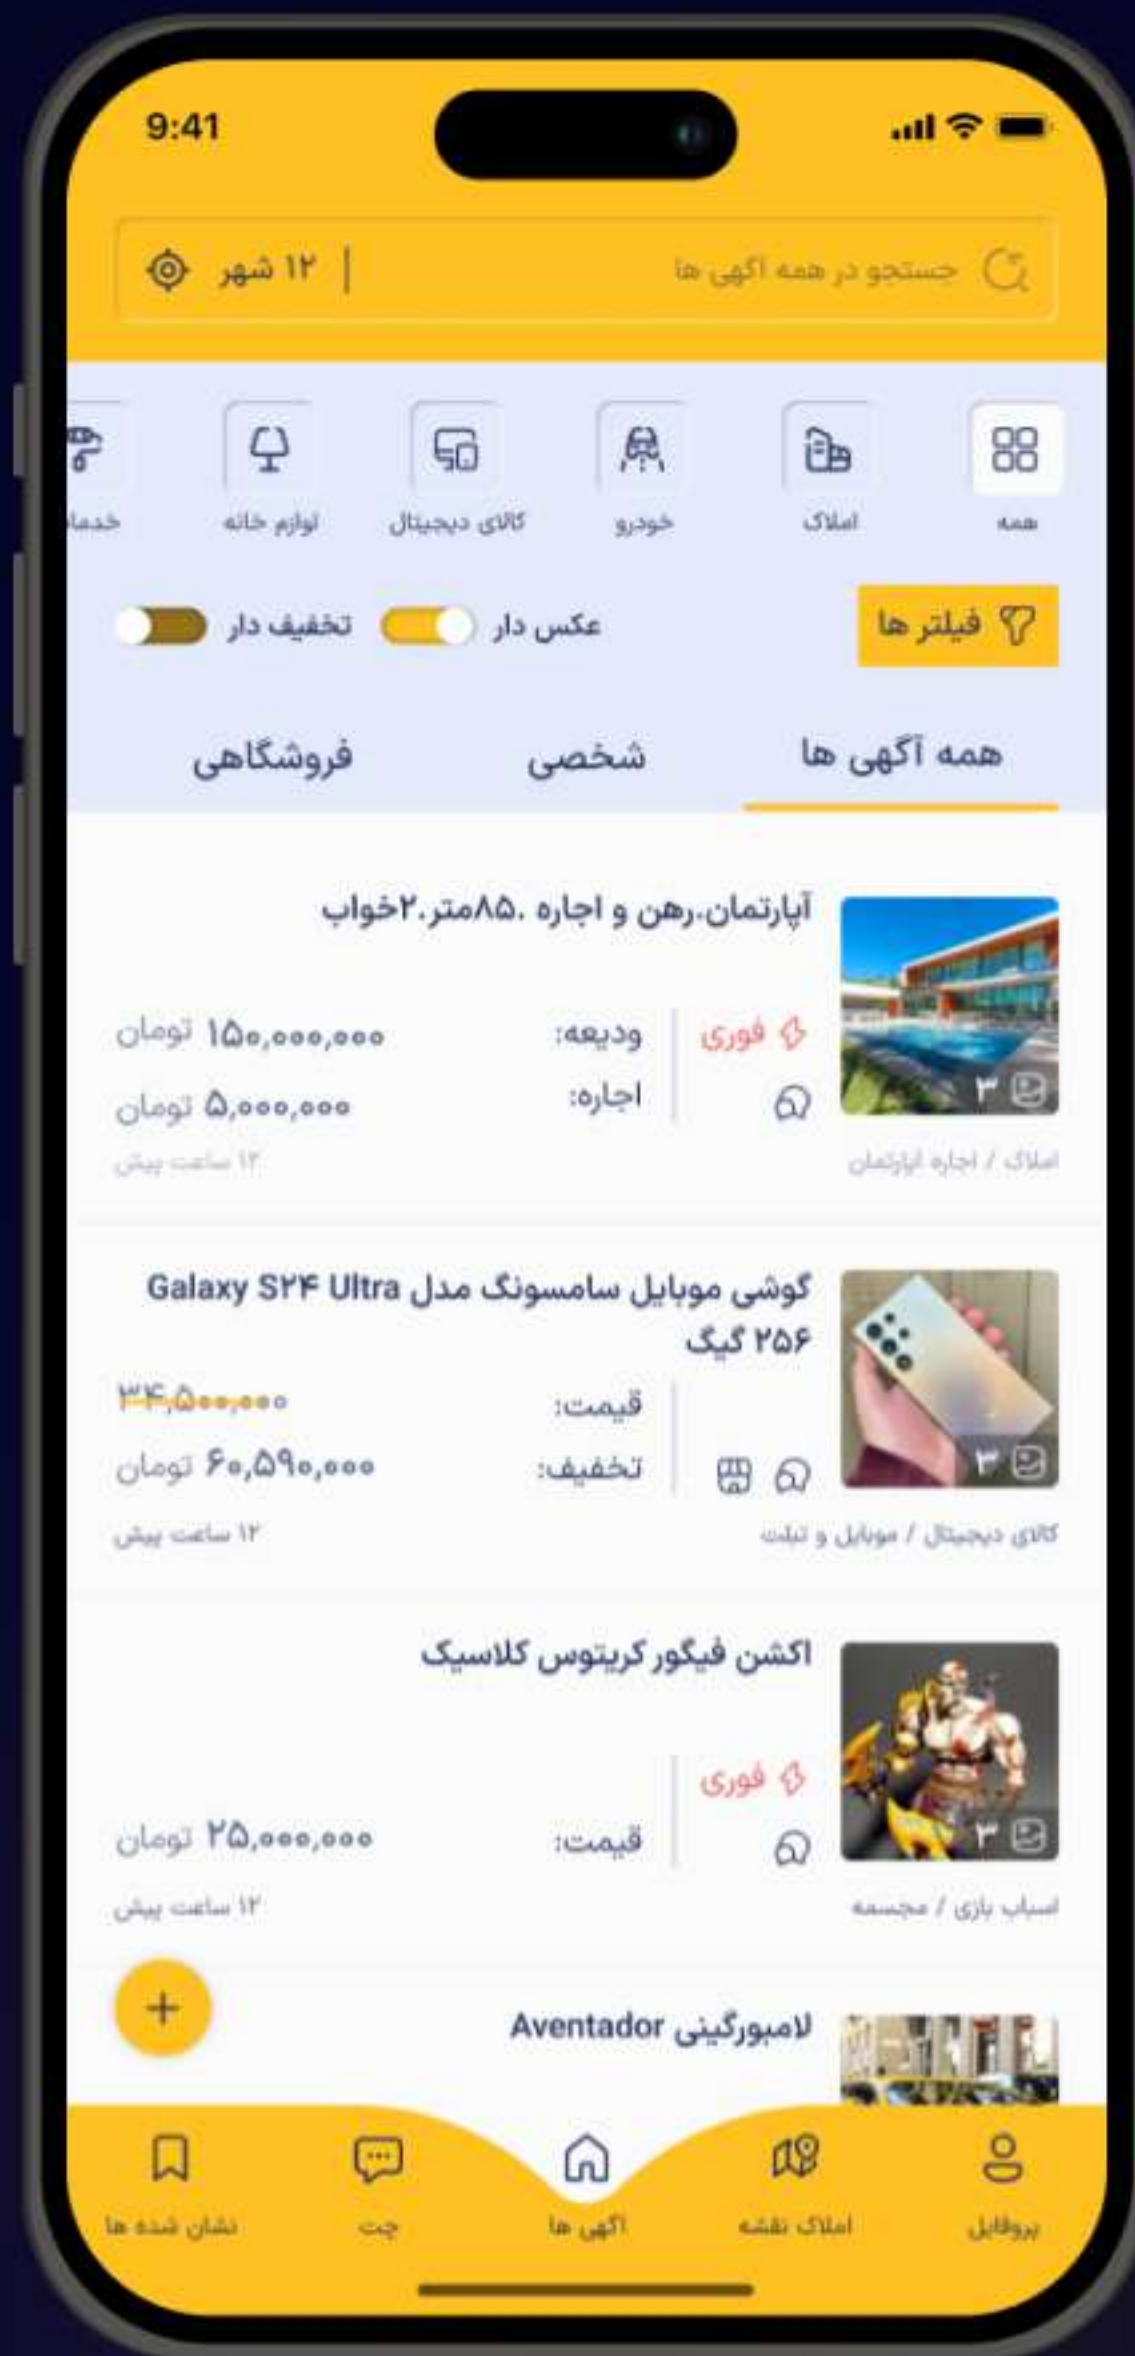 9:41
جستجو در همه آگهی ها | ۱۲ شهر
همه املاک خودرو کالای دیجیتال لوازم خانه خدما
فیلتر ها عکس دار تخفیف دار
همه آگهی ها شخصی فروشگاهی
آپارتمان.رهن و اجاره .۸۵متر.۲خواب
فوری ودیعه: ۱۵۰,۰۰۰,۰۰۰ تومان
۳ اجاره: ۵,۰۰۰,۰۰۰ تومان
املاک / اجاره آپارتمان ۱۲ ساعت پیش
گوشی موبایل سامسونگ مدل Galaxy S۲۴ Ultra
۲۵۶ گیگ
قیمت: ۳۴,۵۰۰,۰۰۰
۳ تخفیف: ۶۰,۵۹۰,۰۰۰ تومان
کالای دیجیتال / موبایل و تبلت ۱۲ ساعت پیش
اکشن فیگور کریتوس کلاسیک
فوری
۳ قیمت: ۲۵,۰۰۰,۰۰۰ تومان
اسباب بازی / مجسمه ۱۲ ساعت پیش
+
لامبورگینی Aventador
پروفایل املاک نقشه آگهی ها چت نشان شده ها